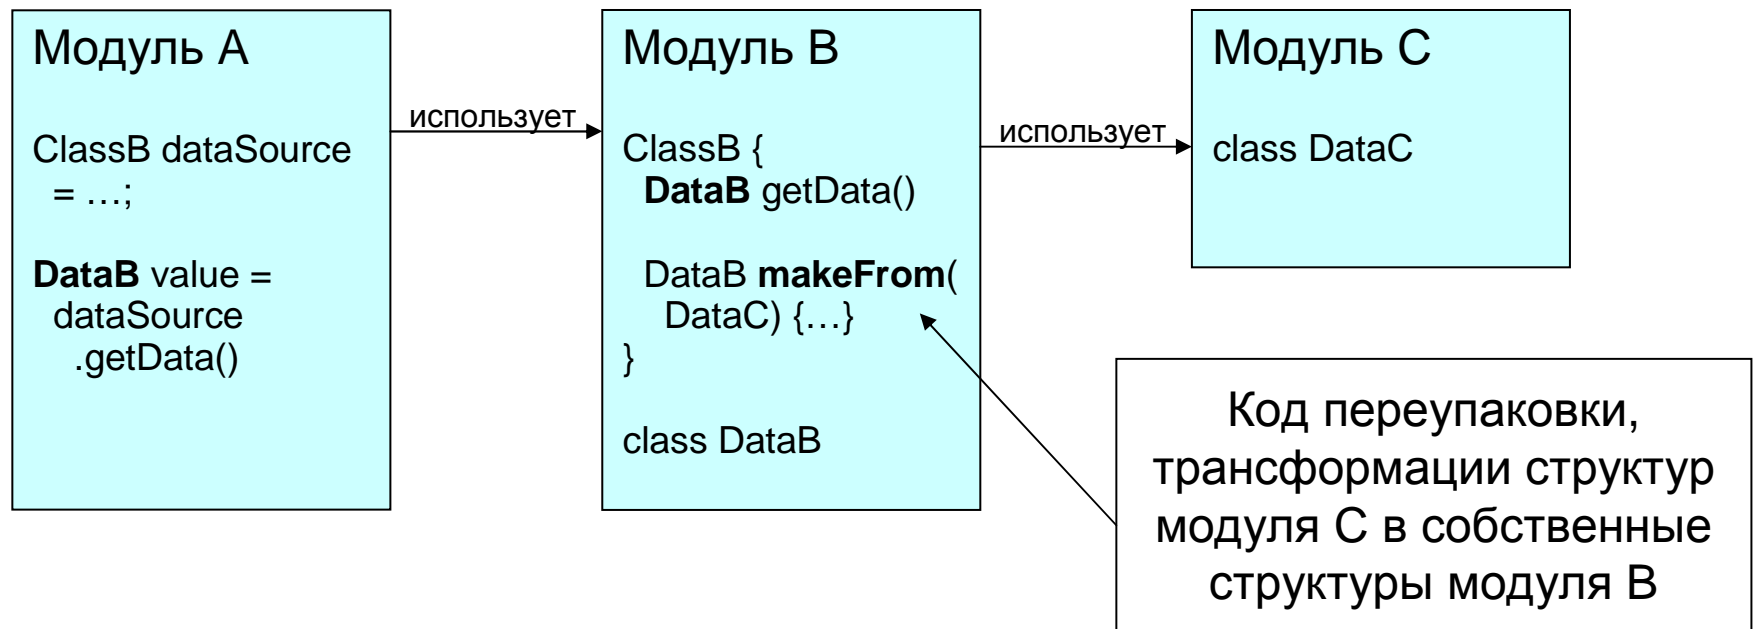 Модуль A
ClassB dataSource
= …;
DataB value =
dataSource
.getData()
использует
Модуль B
ClassB {
DataB getData()
DataB makeFrom(
DataC) {…}
}
class DataB
использует
Модуль C
class DataC
Код переупаковки,
трансформации структур
модуля C в собственные
структуры модуля B